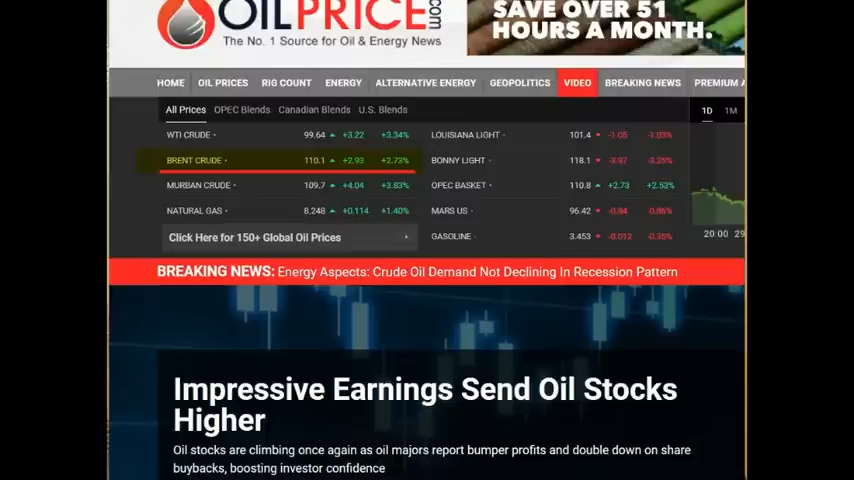 OILPRICE.com
The No. 1 Source for Oil & Energy News
SAVE OVER 51
HOURS A MONTH.
HOME OIL PRICES RIG COUNT ENERGY ALTERNATIVE ENERGY GEOPOLITICS VIDEO BREAKING NEWS PREMIUM A
All Prices OPEC Blends Canadian Blends U.S. Blends
1D 1M
WTI CRUDE • 99.64 ▲ +3.22 +3.34%
LOUISIANA LIGHT • 101.4 ▼ -1.05 -1.03%
BRENT CRUDE • 110.1 ▲ +2.93 +2.73%
BONNY LIGHT • 118.1 ▼ -3.97 -3.25%
MURBAN CRUDE • 109.7 ▲ +4.04 +3.83%
OPEC BASKET • 110.8 ▲ +2.73 +2.53%
NATURAL GAS • 8.248 ▲ +0.114 +1.40%
MARS US • 96.42 ▼ -0.84 -0.86%
Click Here for 150+ Global Oil Prices
GASOLINE • 3.453 ▼ -0.012 -0.35%
20:00 29
BREAKING NEWS: Energy Aspects: Crude Oil Demand Not Declining In Recession Pattern
Impressive Earnings Send Oil Stocks
Higher
Oil stocks are climbing once again as oil majors report bumper profits and double down on share
buybacks, boosting investor confidence